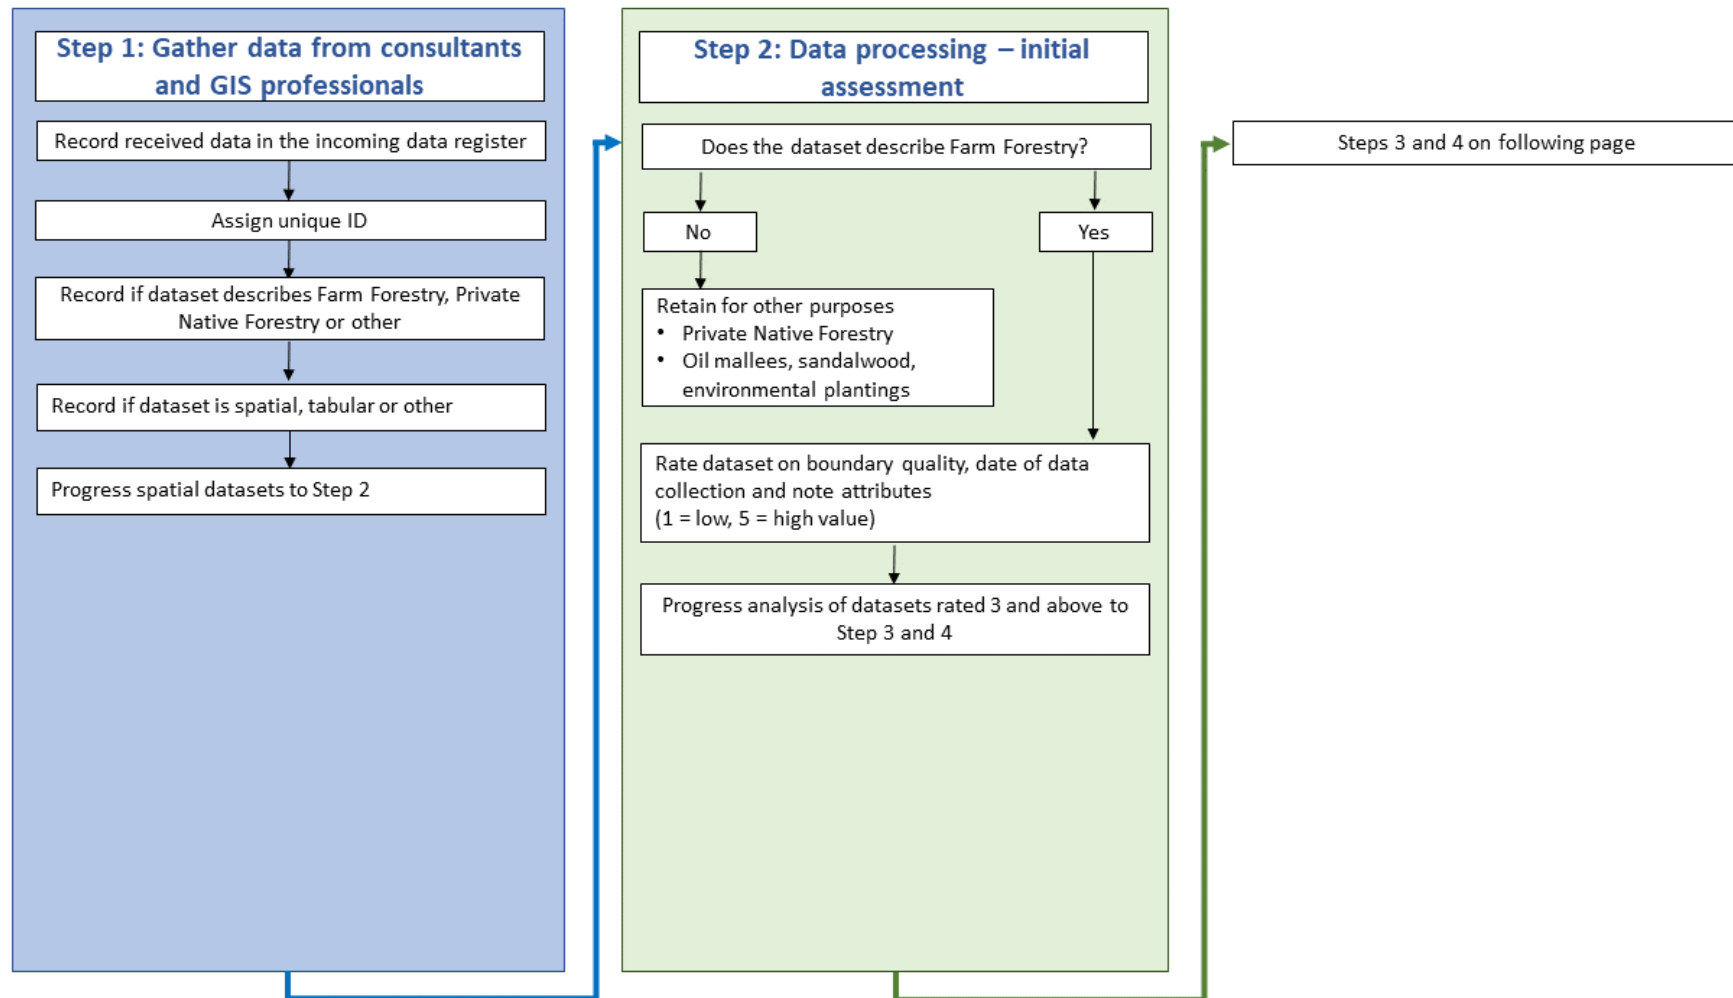 Step 1: Gather data from consultants
and GIS professionals
Record received data in the incoming data register
Assign unique ID
Record if dataset describes Farm Forestry, Private
Native Forestry or other
Record if dataset is spatial, tabular or other
Progress spatial datasets to Step 2
Step 2: Data processing – initial
assessment
Does the dataset describe Farm Forestry?
No
Yes
Retain for other purposes
• Private Native Forestry
• Oil mallees, sandalwood,
environmental plantings
Rate dataset on boundary quality, date of data
collection and note attributes
(1 = low, 5 = high value)
Progress analysis of datasets rated 3 and above to
Step 3 and 4
Steps 3 and 4 on following page